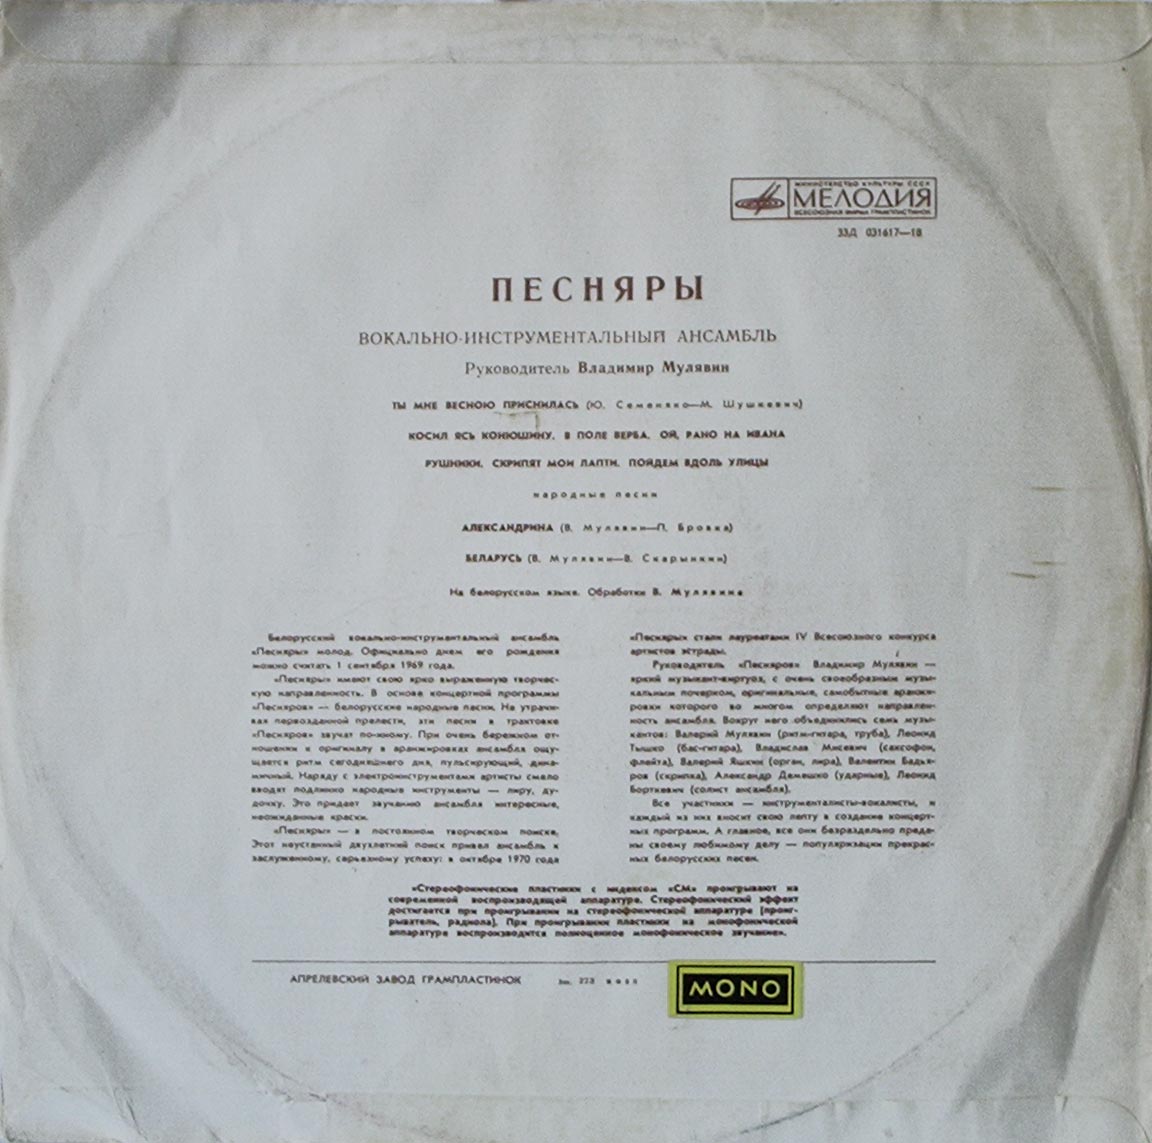 МИНИСТЕРСТВО КУЛЬТУРЫ СССР
МЕЛОДИЯ
ВСЕСОЮЗНАЯ ФИРМА ГРАМПЛАСТИНОК
33Д 031617—18
ПЕСНЯРЫ
ВОКАЛЬНО-ИНСТРУМЕНТАЛЬНЫЙ АНСАМБЛЬ
Руководитель Владимир Мулявин
ТЫ МНЕ ВЕСНОЮ ПРИСНИЛАСЬ (Ю. Семеняко—М. Шушкевич)
КОСИЛ ЯСЬ КОНЮШИНУ. В ПОЛЕ ВЕРБА. ОЙ, РАНО НА ИВАНА
РУШНИКИ. СКРИПЯТ МОИ ЛАПТИ. ПОЙДЕМ ВДОЛЬ УЛИЦЫ
народные песни
АЛЕКСАНДРИНА (В. Мулявин—П. Бровка)
БЕЛАРУСЬ (В. Мулявин—В. Скарынкин)
На белорусском языке. Обработки В. Мулявина
Белорусский вокально-инструментальный ансамбль
«Песняры» молод. Официально днем его рождения
можно считать 1 сентября 1969 года.
«Песняры» имеют свою ярко выраженную творчес-
кую направленность. В основе концертной программы
«Песняров» — белорусские народные песни. Не утрачи-
вая первозданной прелести, эти песни в трактовке
«Песняров» звучат по-иному. При очень бережном от-
ношении к оригиналу в аранжировках ансамбля ощу-
щается ритм сегодняшнего дня, пульсирующий, дина-
мичный. Наряду с электроинструментами артисты смело
вводят подлинно народные инструменты — лиру, ду-
дочку. Это придает звучанию ансамбля интересные,
неожиданные краски.
«Песняры» — в постоянном творческом поиске.
Этот неустанный двухлетний поиск привел ансамбль к
заслуженному, серьезному успеху: в октябре 1970 года
«Песняры» стали лауреатами IV Всесоюзного конкурса
артистов эстрады.
Руководитель «Песняров» Владимир Мулявин —
яркий музыкант-виртуоз, с очень своеобразным музы-
кальным почерком, оригинальные, самобытные аранжи-
ровки которого во многом определяют направлен-
ность ансамбля. Вокруг него объединились семь музы-
кантов: Валерий Мулявин (ритм-гитара, труба), Леонид
Тышко (бас-гитара), Владислав Мисевич (саксофон,
флейта), Валерий Яшкин (орган, лира), Валентин Бадья-
ров (скрипка), Александр Демешко (ударные), Леонид
Борткевич (солист ансамбля).
Все участники — инструменталисты-вокалисты, и
каждый из них вносит свою лепту в создание концерт-
ных программ. А главное, все они безраздельно преда-
ны своему любимому делу — популяризации прекрас-
ных белорусских песен.
«Стереофонические пластинки с индексом «СМ» проигрывают на
современной воспроизводящей аппаратуре. Стереофонический эффект
достигается при проигрывании на стереофонической аппаратуре (проиг-
рыватель, радиола). При проигрывании пластинки на монофонической
аппаратуре воспроизводится полноценное монофоническое звучание».
АПРЕЛЕВСКИЙ ЗАВОД ГРАМПЛАСТИНОК
MONO